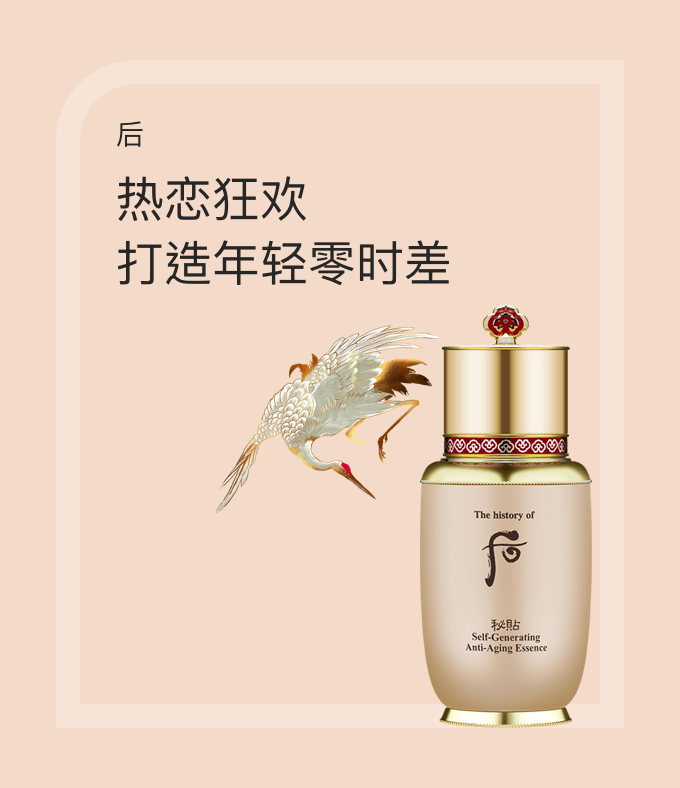 后
热恋狂欢
打造年轻零时差
The history of
后
秘貼
Self-Generating
Anti-Aging Essence